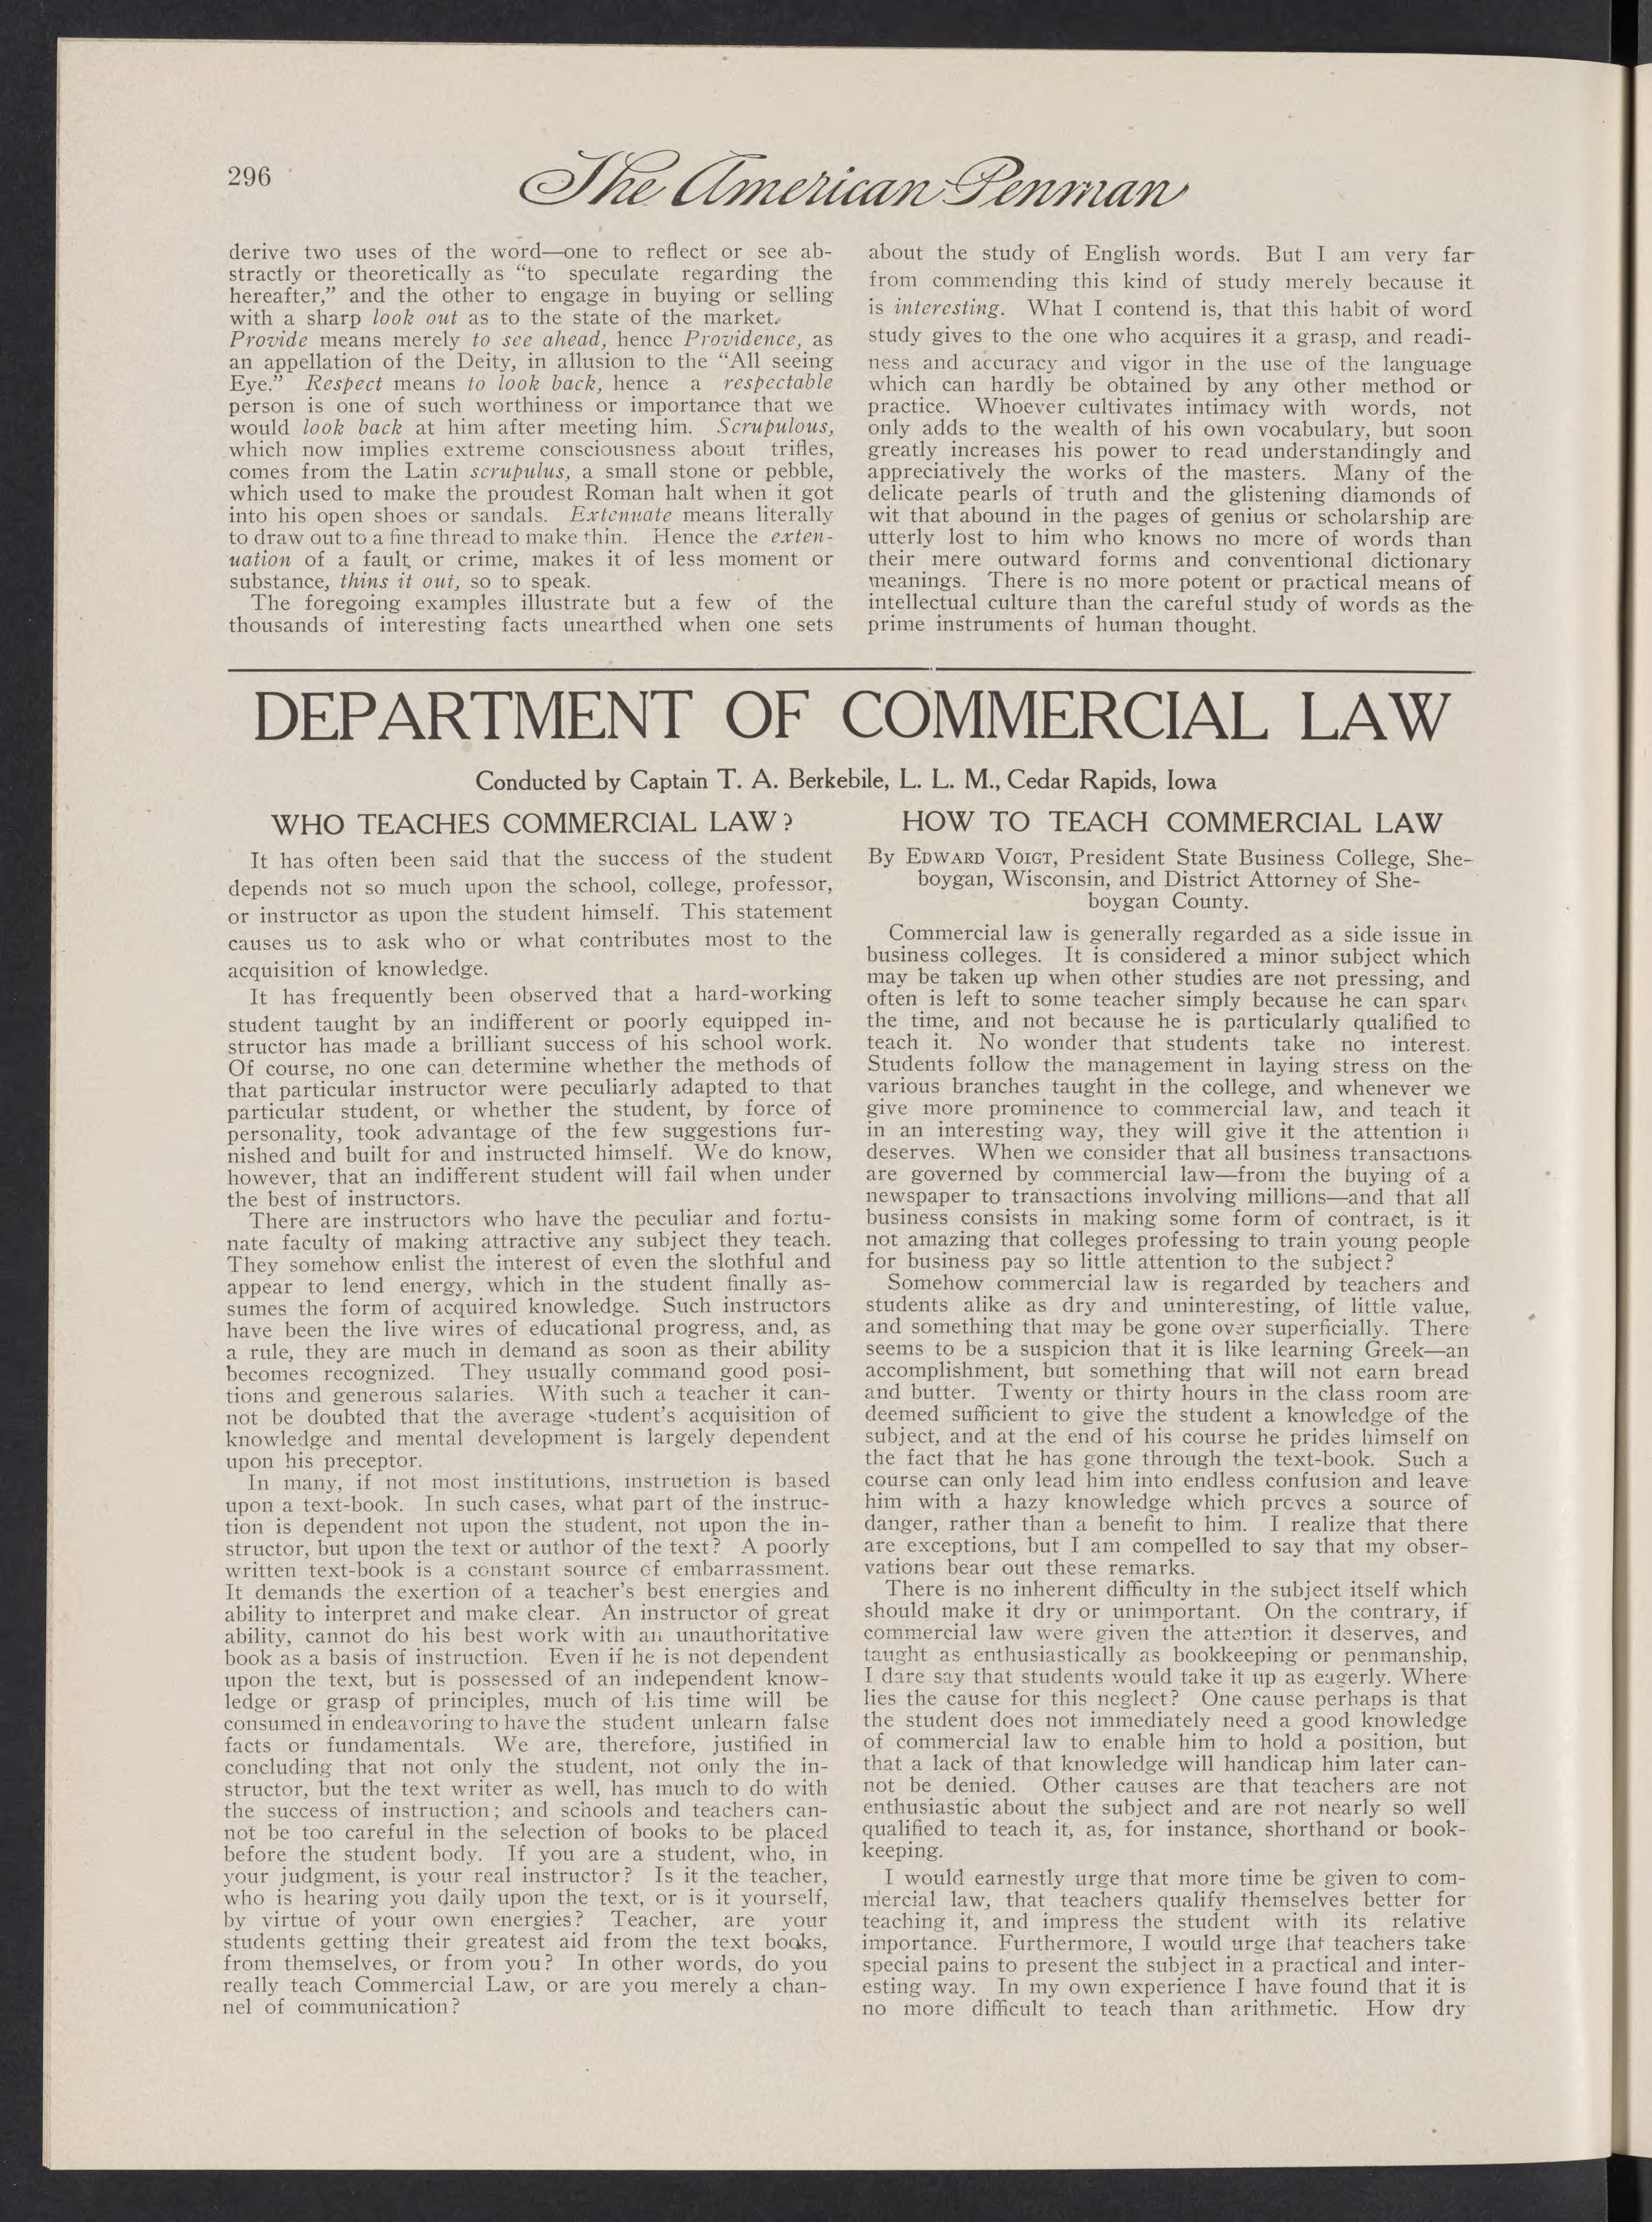 296
The American Penman
derive two uses of the word—one to reflect or see ab-
stractly or theoretically as "to speculate regarding the
hereafter," and the other to engage in buying or selling
with a sharp look out as to the state of the market.
Provide means merely to see ahead, hence Providence, as
an appellation of the Deity, in allusion to the "All seeing
Eye." Respect means to look back, hence a respectable
person is one of such worthiness or importance that we
would look back at him after meeting him. Scrupulous,
which now implies extreme consciousness about trifles,
comes from the Latin scrupulus, a small stone or pebble,
which used to make the proudest Roman halt when it got
into his open shoes or sandals. Extenuate means literally
to draw out to a fine thread to make thin. Hence the exten-
uation of a fault or crime, makes it of less moment or
substance, thins it out, so to speak.
The foregoing examples illustrate but a few of the
thousands of interesting facts unearthed when one sets
about the study of English words. But I am very far
from commending this kind of study merely because it
is interesting. What I contend is, that this habit of word
study gives to the one who acquires it a grasp, and readi-
ness and accuracy and vigor in the use of the language
which can hardly be obtained by any other method or
practice. Whoever cultivates intimacy with words, not
only adds to the wealth of his own vocabulary, but soon
greatly increases his power to read understandingly and
appreciatively the works of the masters. Many of the
delicate pearls of truth and the glistening diamonds of
wit that abound in the pages of genius or scholarship are
utterly lost to him who knows no more of words than
their mere outward forms and conventional dictionary
meanings. There is no more potent or practical means of
intellectual culture than the careful study of words as the
prime instruments of human thought.
DEPARTMENT OF COMMERCIAL LAW
Conducted by Captain T. A. Berkebile, L. L. M., Cedar Rapids, Iowa
WHO TEACHES COMMERCIAL LAW?
It has often been said that the success of the student
depends not so much upon the school, college, professor,
or instructor as upon the student himself. This statement
causes us to ask who or what contributes most to the
acquisition of knowledge.
It has frequently been observed that a hard-working
student taught by an indifferent or poorly equipped in-
structor has made a brilliant success of his school work.
Of course, no one can determine whether the methods of
that particular instructor were peculiarly adapted to that
particular student, or whether the student, by force of
personality, took advantage of the few suggestions fur-
nished and built for and instructed himself. We do know,
however, that an indifferent student will fail when under
the best of instructors.
There are instructors who have the peculiar and fortu-
nate faculty of making attractive any subject they teach.
They somehow enlist the interest of even the slothful and
appear to lend energy, which in the student finally as-
sumes the form of acquired knowledge. Such instructors
have been the live wires of educational progress, and, as
a rule, they are much in demand as soon as their ability
becomes recognized. They usually command good posi-
tions and generous salaries. With such a teacher it can-
not be doubted that the average student's acquisition of
knowledge and mental development is largely dependent
upon his preceptor.
In many, if not most institutions, instruction is based
upon a text-book. In such cases, what part of the instruc-
tion is dependent not upon the student, not upon the in-
structor, but upon the text or author of the text? A poorly
written text-book is a constant source of embarrassment.
It demands the exertion of a teacher's best energies and
ability to interpret and make clear. An instructor of great
ability, cannot do his best work with an unauthoritative
book as a basis of instruction. Even if he is not dependent
upon the text, but is possessed of an independent know-
ledge or grasp of principles, much of his time will be
consumed in endeavoring to have the student unlearn false
facts or fundamentals. We are, therefore, justified in
concluding that not only the student, not only the in-
structor, but the text writer as well, has much to do with
the success of instruction; and schools and teachers can-
not be too careful in the selection of books to be placed
before the student body. If you are a student, who, in
your judgment, is your real instructor? Is it the teacher,
who is hearing you daily upon the text, or is it yourself,
by virtue of your own energies? Teacher, are your
students getting their greatest aid from the text books,
from themselves, or from you? In other words, do you
really teach Commercial Law, or are you merely a chan-
nel of communication?
HOW TO TEACH COMMERCIAL LAW
By EDWARD VOIGT, President State Business College, She-
boygan, Wisconsin, and District Attorney of She-
boygan County.
Commercial law is generally regarded as a side issue in
business colleges. It is considered a minor subject which
may be taken up when other studies are not pressing, and
often is left to some teacher simply because he can spare
the time, and not because he is particularly qualified to
teach it. No wonder that students take no interest.
Students follow the management in laying stress on the
various branches taught in the college, and whenever we
give more prominence to commercial law, and teach it
in an interesting way, they will give it the attention it
deserves. When we consider that all business transactions
are governed by commercial law—from the buying of a
newspaper to transactions involving millions—and that all
business consists in making some form of contract, is it
not amazing that colleges professing to train young people
for business pay so little attention to the subject?
Somehow commercial law is regarded by teachers and
students alike as dry and uninteresting, of little value,
and something that may be gone over superficially. There
seems to be a suspicion that it is like learning Greek—an
accomplishment, but something that will not earn bread
and butter. Twenty or thirty hours in the class room are
deemed sufficient to give the student a knowledge of the
subject, and at the end of his course he prides himself on
the fact that he has gone through the text-book. Such a
course can only lead him into endless confusion and leave
him with a hazy knowledge which proves a source of
danger, rather than a benefit to him. I realize that there
are exceptions, but I am compelled to say that my obser-
vations bear out these remarks.
There is no inherent difficulty in the subject itself which
should make it dry or unimportant. On the contrary, if
commercial law were given the attention it deserves, and
taught as enthusiastically as bookkeeping or penmanship,
I dare say that students would take it up as eagerly. Where
lies the cause for this neglect? One cause perhaps is that
the student does not immediately need a good knowledge
of commercial law to enable him to hold a position, but
that a lack of that knowledge will handicap him later can-
not be denied. Other causes are that teachers are not
enthusiastic about the subject and are not nearly so well
qualified to teach it, as, for instance, shorthand or book-
keeping.
I would earnestly urge that more time be given to com-
mercial law, that teachers qualify themselves better for
teaching it, and impress the student with its relative
importance. Furthermore, I would urge that teachers take
special pains to present the subject in a practical and inter-
esting way. In my own experience I have found that it is
no more difficult to teach than arithmetic. How dry